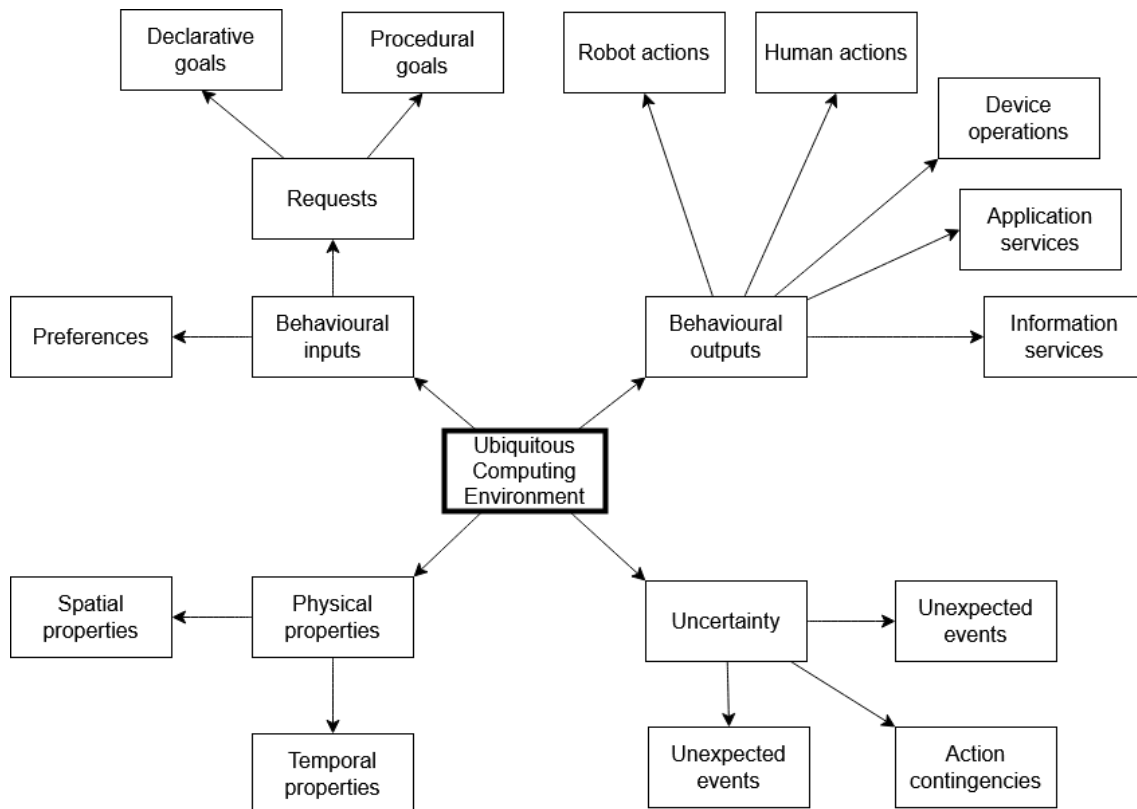 Declarative
goals
Procedural
goals
Robot actions
Human actions
Device
operations
Requests
Application
services
Preferences
Behavioural
inputs
Behavioural
outputs
Information
services
Ubiquitous
Computing
Environment
Spatial
properties
Physical
properties
Uncertainty
Unexpected
events
Temporal
properties
Unexpected
events
Action
contingencies